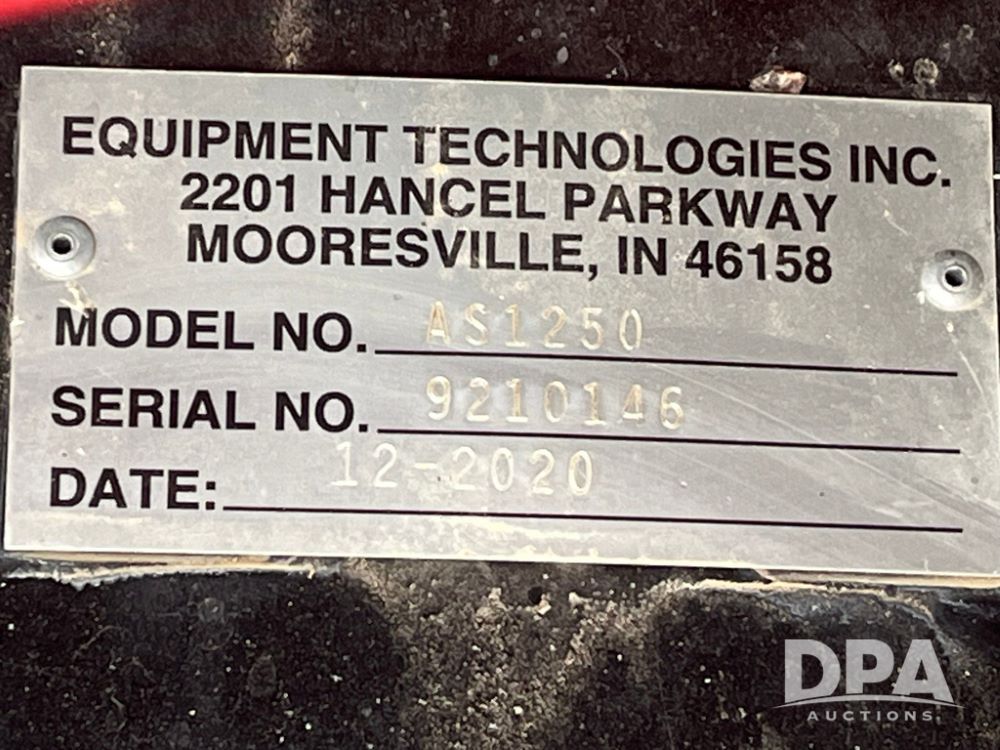 EQUIPMENT TECHNOLOGIES INC.
2201 HANCEL PARKWAY
MOORESVILLE, IN 46158
MODEL NO. AS1250
SERIAL NO. 9210146
DATE: 12-2020
DPA
AUCTIONS.